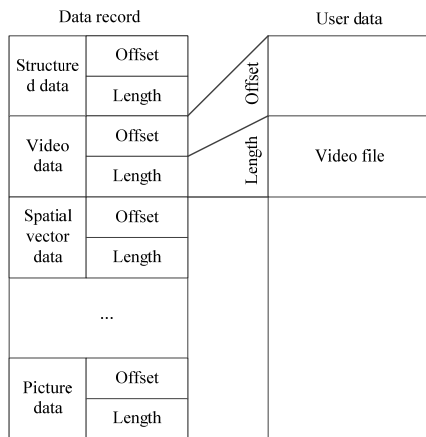 Data record
User data
Structure
d data
Offset
Length
Offset
Video
data
Offset
Length
Length
Video file
Spatial
vector
data
Offset
Length
...
Picture
data
Offset
Length